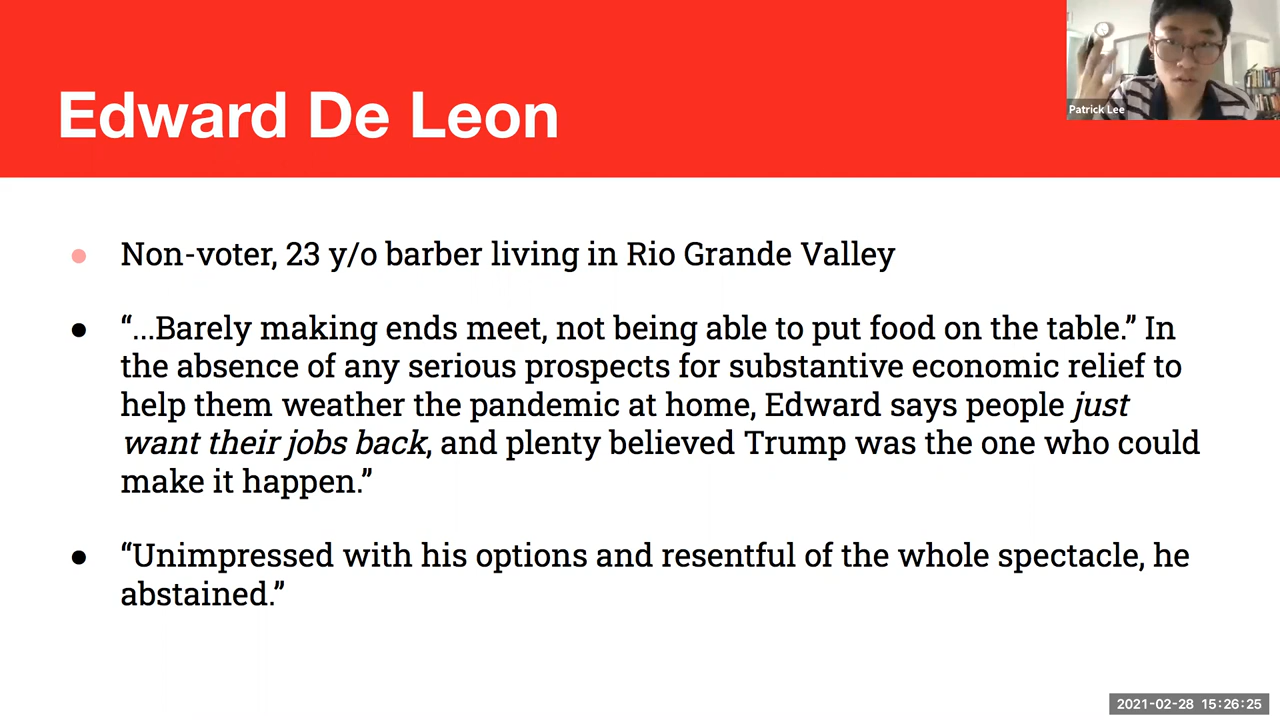 Edward De Leon
Patrick Lee
● Non-voter, 23 y/o barber living in Rio Grande Valley
● “...Barely making ends meet, not being able to put food on the table.” In
the absence of any serious prospects for substantive economic relief to
help them weather the pandemic at home, Edward says people just
want their jobs back, and plenty believed Trump was the one who could
make it happen.”
● “Unimpressed with his options and resentful of the whole spectacle, he
abstained.”
2021-02-28 15:26:25